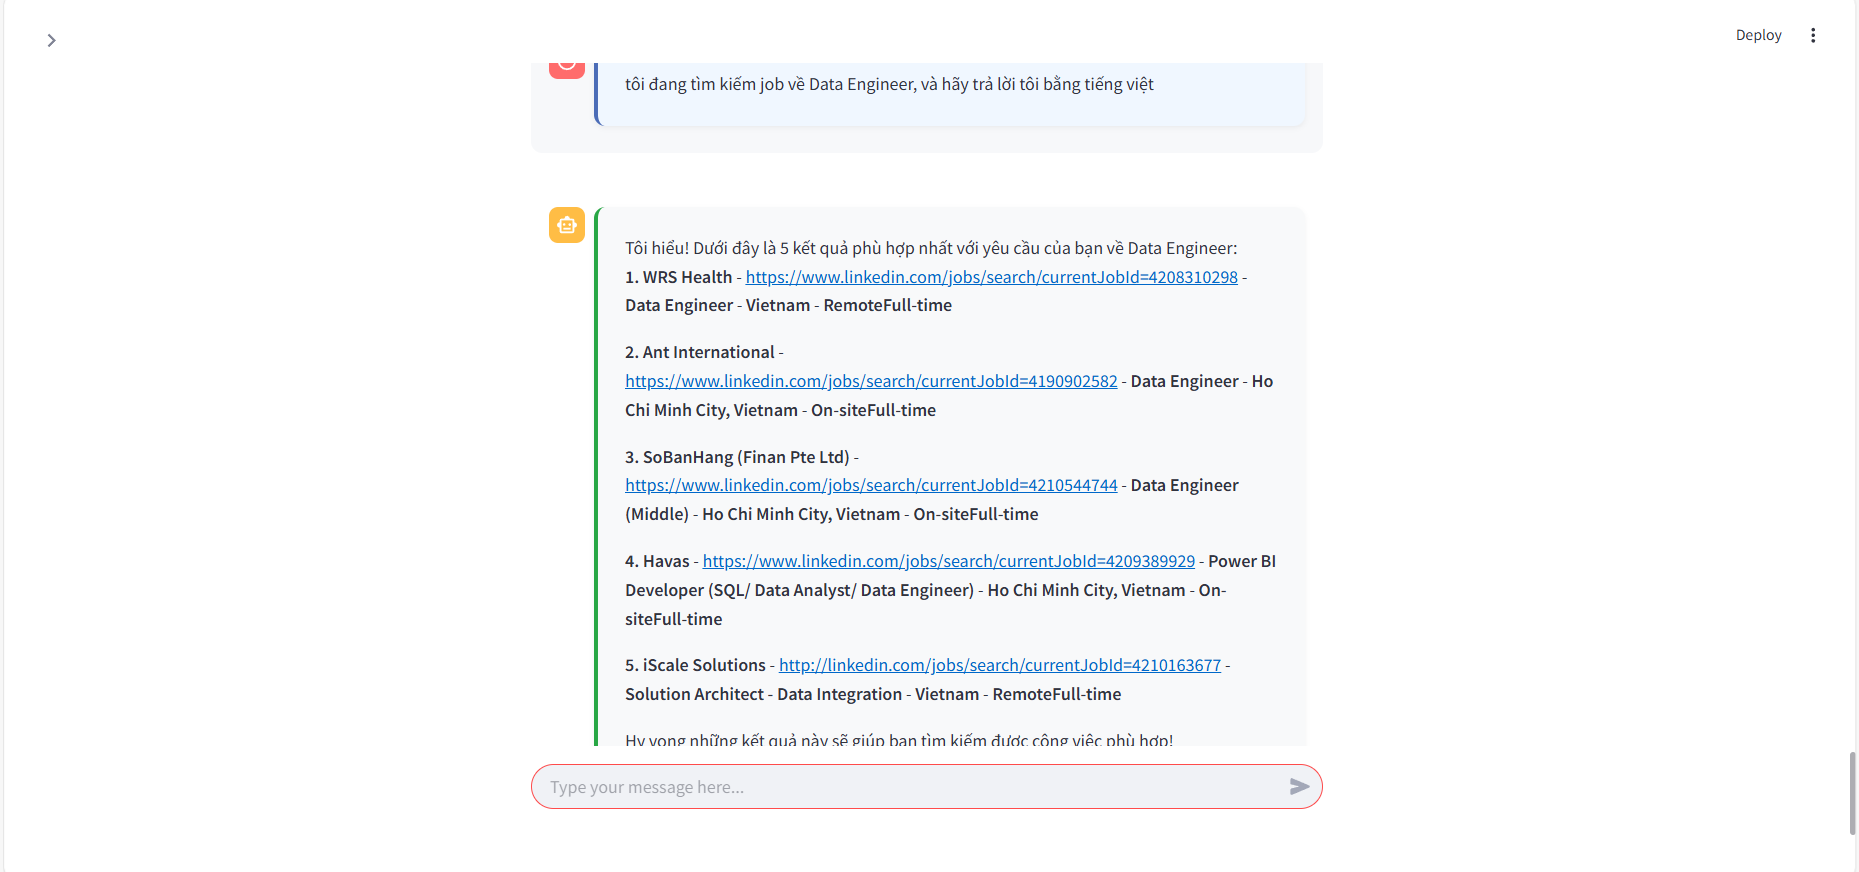 Deploy
tôi đang tìm kiếm job về Data Engineer, và hãy trả lời tôi bằng tiếng việt
Tôi hiểu! Dưới đây là 5 kết quả phù hợp nhất với yêu cầu của bạn về Data Engineer:
1. WRS Health - https://www.linkedin.com/jobs/search/currentJobId=4208310298 -
Data Engineer - Vietnam - RemoteFull-time
2. Ant International -
https://www.linkedin.com/jobs/search/currentJobId=4190902582 - Data Engineer - Ho
Chi Minh City, Vietnam - On-siteFull-time
3. SoBanHang (Finan Pte Ltd) -
https://www.linkedin.com/jobs/search/currentJobId=4210544744 - Data Engineer
(Middle) - Ho Chi Minh City, Vietnam - On-siteFull-time
4. Havas - https://www.linkedin.com/jobs/search/currentJobId=4209389929 - Power BI
Developer (SQL/ Data Analyst/ Data Engineer) - Ho Chi Minh City, Vietnam - On-
siteFull-time
5. iScale Solutions - http://linkedin.com/jobs/search/currentJobId=4210163677 -
Solution Architect - Data Integration - Vietnam - RemoteFull-time
Hy vọng những kết quả này sẽ giúp bạn tìm kiếm được công việc phù hợp!
Type your message here...